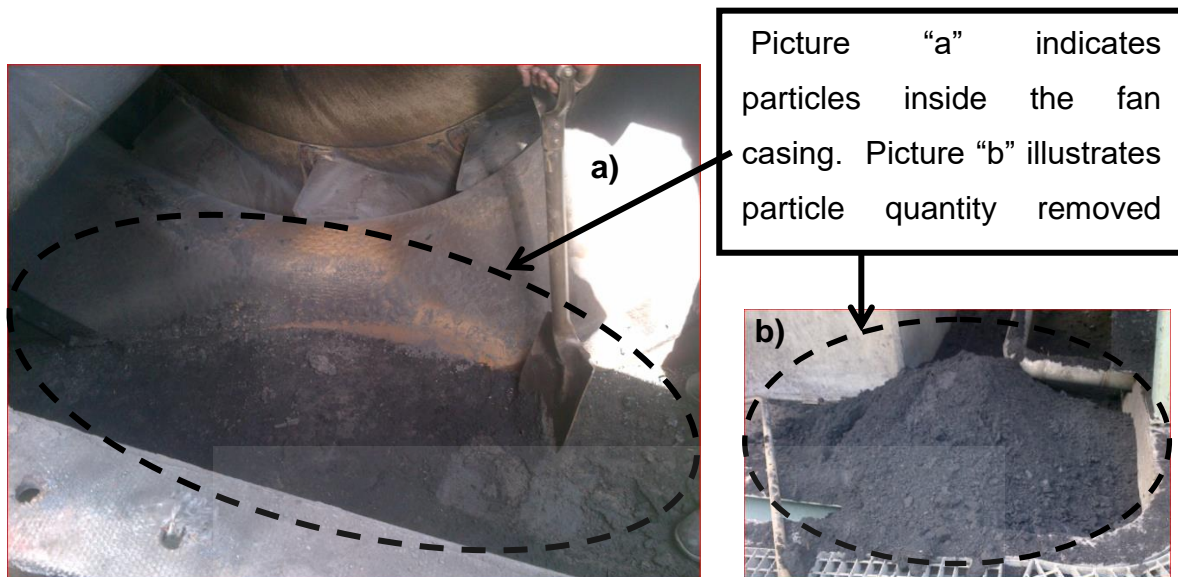 Picture “a” indicates
particles inside the fan
casing. Picture “b” illustrates
particle quantity removed
a)
b)